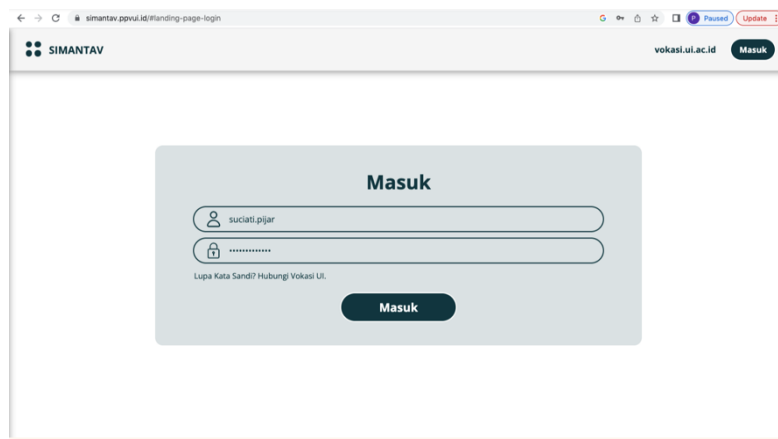 simantav.ppvui.id/#landing-page-login
Paused
Update
SIMANTAV
vokasi.ui.ac.id
Masuk
Masuk
suciati.pijar
•••••••••••••
Lupa Kata Sandi? Hubungi Vokasi UI.
Masuk